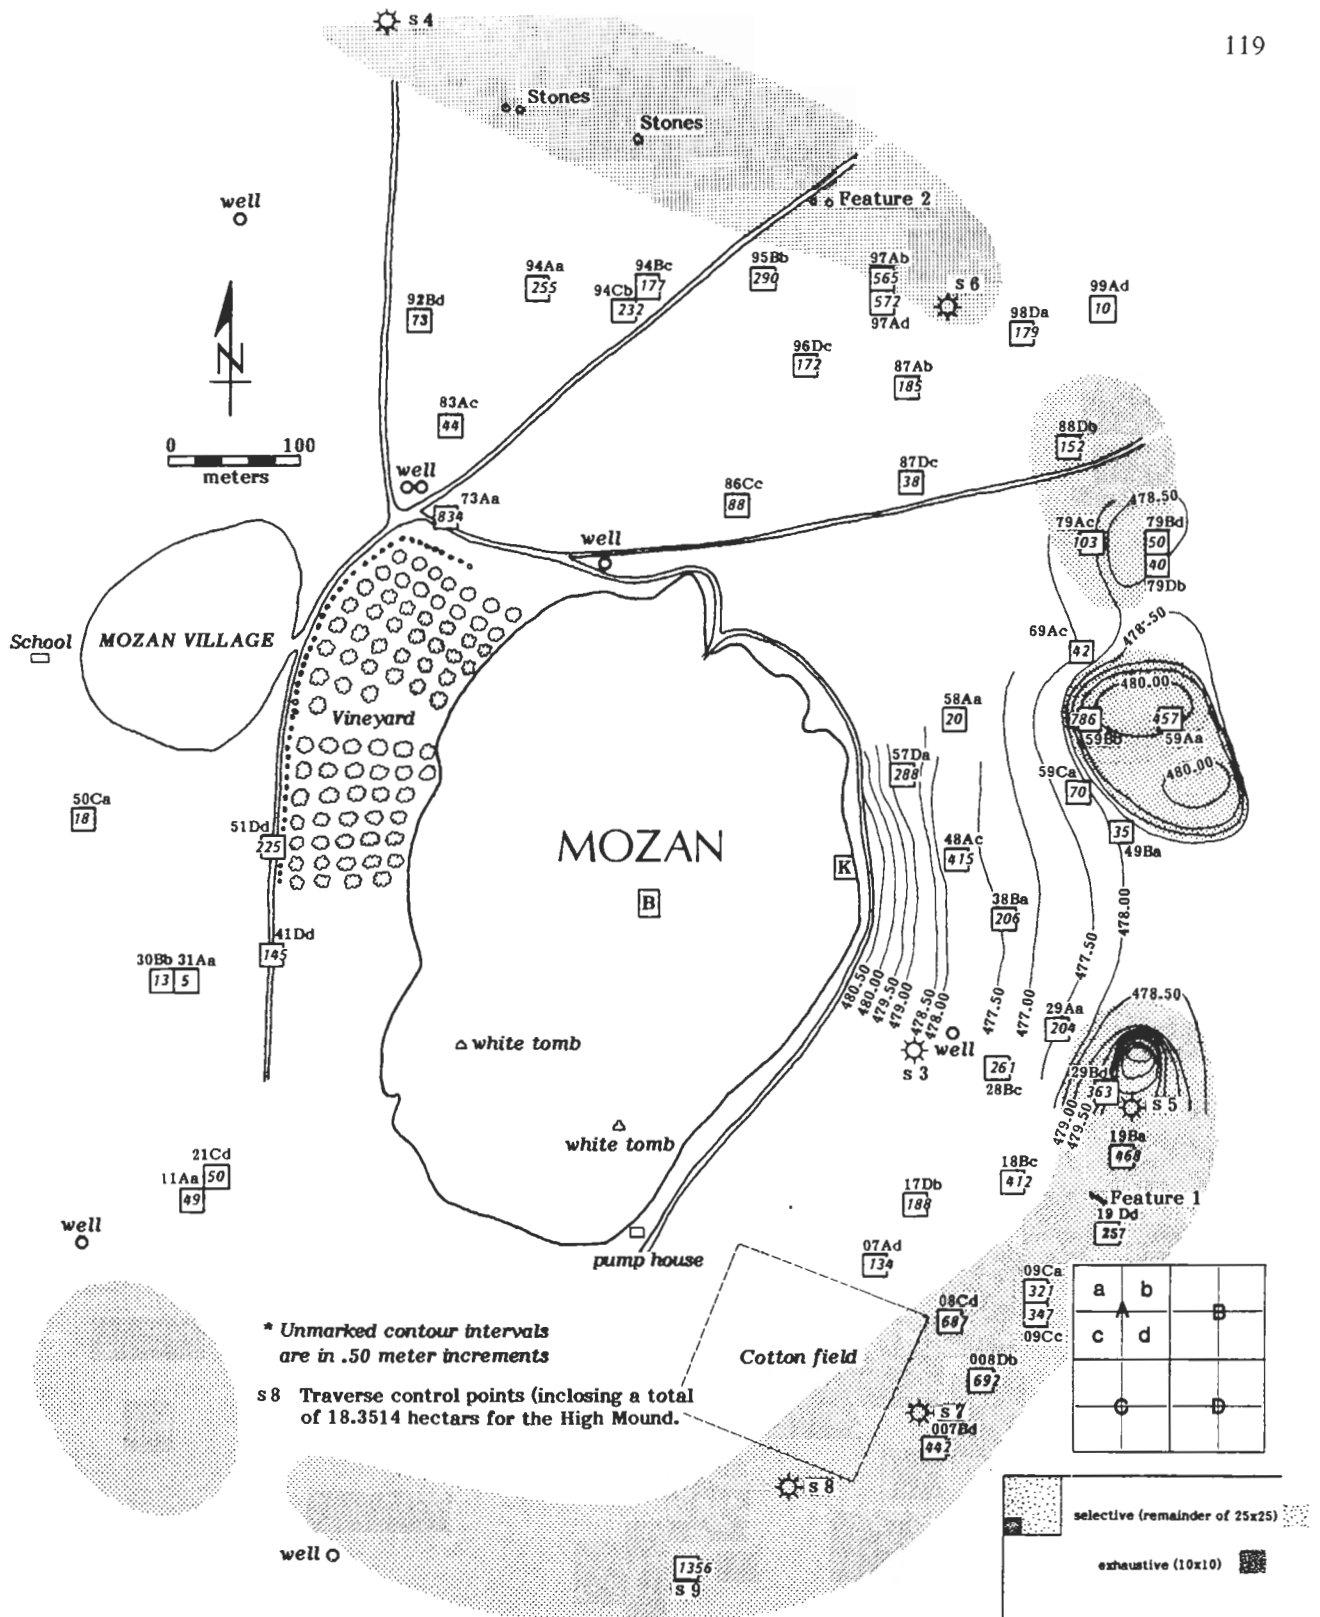 119
s 4
Stones
Stones
well
Feature 2
94Aa
255
94Bc
177
94Cb
232
95Bb
290
97Ab
565
572
97Ad
s 6
99Ad
10
98Da
179
92Bd
73
N
96Dc
172
87Ab
185
83Ac
44
0 100
meters
88Db
152
well
73Aa
834
86Cc
88
87Dc
38
478.50
79Ac
103
79Bd
50
40
79Db
well
School
MOZAN VILLAGE
69Ac
42
478.50
480.00
Vineyard
58Aa
20
786
59Bb
457
59Aa
480.00
57Da
288
59Ca
70
50Ca
18
51Dd
225
MOZAN
48Ac
415
35
49Ba
K
B
38Ba
206
478.00
477.50
41Dd
145
30Bb 31Aa
13 5
480.50
480.00
479.50
479.00
478.50
478.00
477.50
477.00
478.50
29Aa
204
white tomb
well
s 3
261
28Bc
29Bd
363
s 5
479.00
479.50
white tomb
19Ba
468
21Cd
50
11Aa
49
18Bc
412
17Db
188
Feature 1
19 Dd
257
well
pump house
07Ad
134
09Ca
321
347
09Cc
a b
A
c d
B
C
D
08Cd
687
* Unmarked contour intervals
are in .50 meter increments
Cotton field
008Db
692
s 8 Traverse control points (inclosing a total
of 18.3514 hectars for the High Mound.
s 7
007Bd
442
s 8
selective (remainder of 25x25)
well
1356
s 9
exhaustive (10x10)